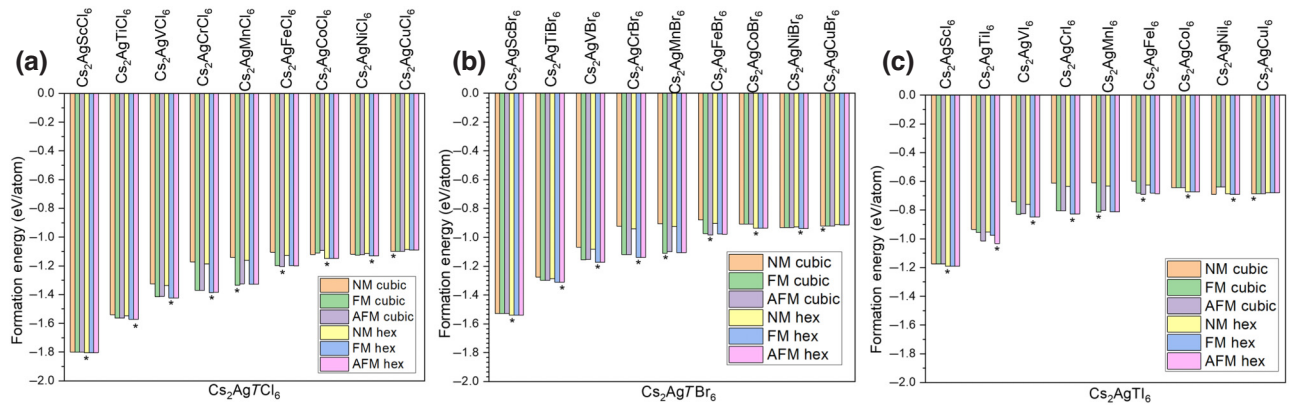 (a)
Cs2AgScCl6
Cs2AgTiCl6
Cs2AgVCl6
Cs2AgCrCl6
Cs2AgMnCl6
Cs2AgFeCl6
Cs2AgCoCl6
Cs2AgNiCl6
Cs2AgCuCl6
Formation energy (eV/atom)
0.0
−0.2
−0.4
−0.6
−0.8
−1.0
−1.2
−1.4
−1.6
−1.8
−2.0
* * * * * * * * *
NM cubic
FM cubic
AFM cubic
NM hex
FM hex
AFM hex
Cs2AgTCl6
(b)
Cs2AgScBr6
Cs2AgTiBr6
Cs2AgVBr6
Cs2AgCrBr6
Cs2AgMnBr6
Cs2AgFeBr6
Cs2AgCoBr6
Cs2AgNiBr6
Cs2AgCuBr6
Formation energy (eV/atom)
0.0
−0.2
−0.4
−0.6
−0.8
−1.0
−1.2
−1.4
−1.6
−1.8
−2.0
* * * * * * * * *
NM cubic
FM cubic
AFM cubic
NM hex
FM hex
AFM hex
Cs2AgTBr6
(c)
Cs2AgScI6
Cs2AgTiI6
Cs2AgVI6
Cs2AgCrI6
Cs2AgMnI6
Cs2AgFeI6
Cs2AgCoI6
Cs2AgNiI6
Cs2AgCuI6
Formation energy (eV/atom)
0.0
−0.2
−0.4
−0.6
−0.8
−1.0
−1.2
−1.4
−1.6
−1.8
−2.0
* * * * * * * * *
NM cubic
FM cubic
AFM cubic
NM hex
FM hex
AFM hex
Cs2AgTI6